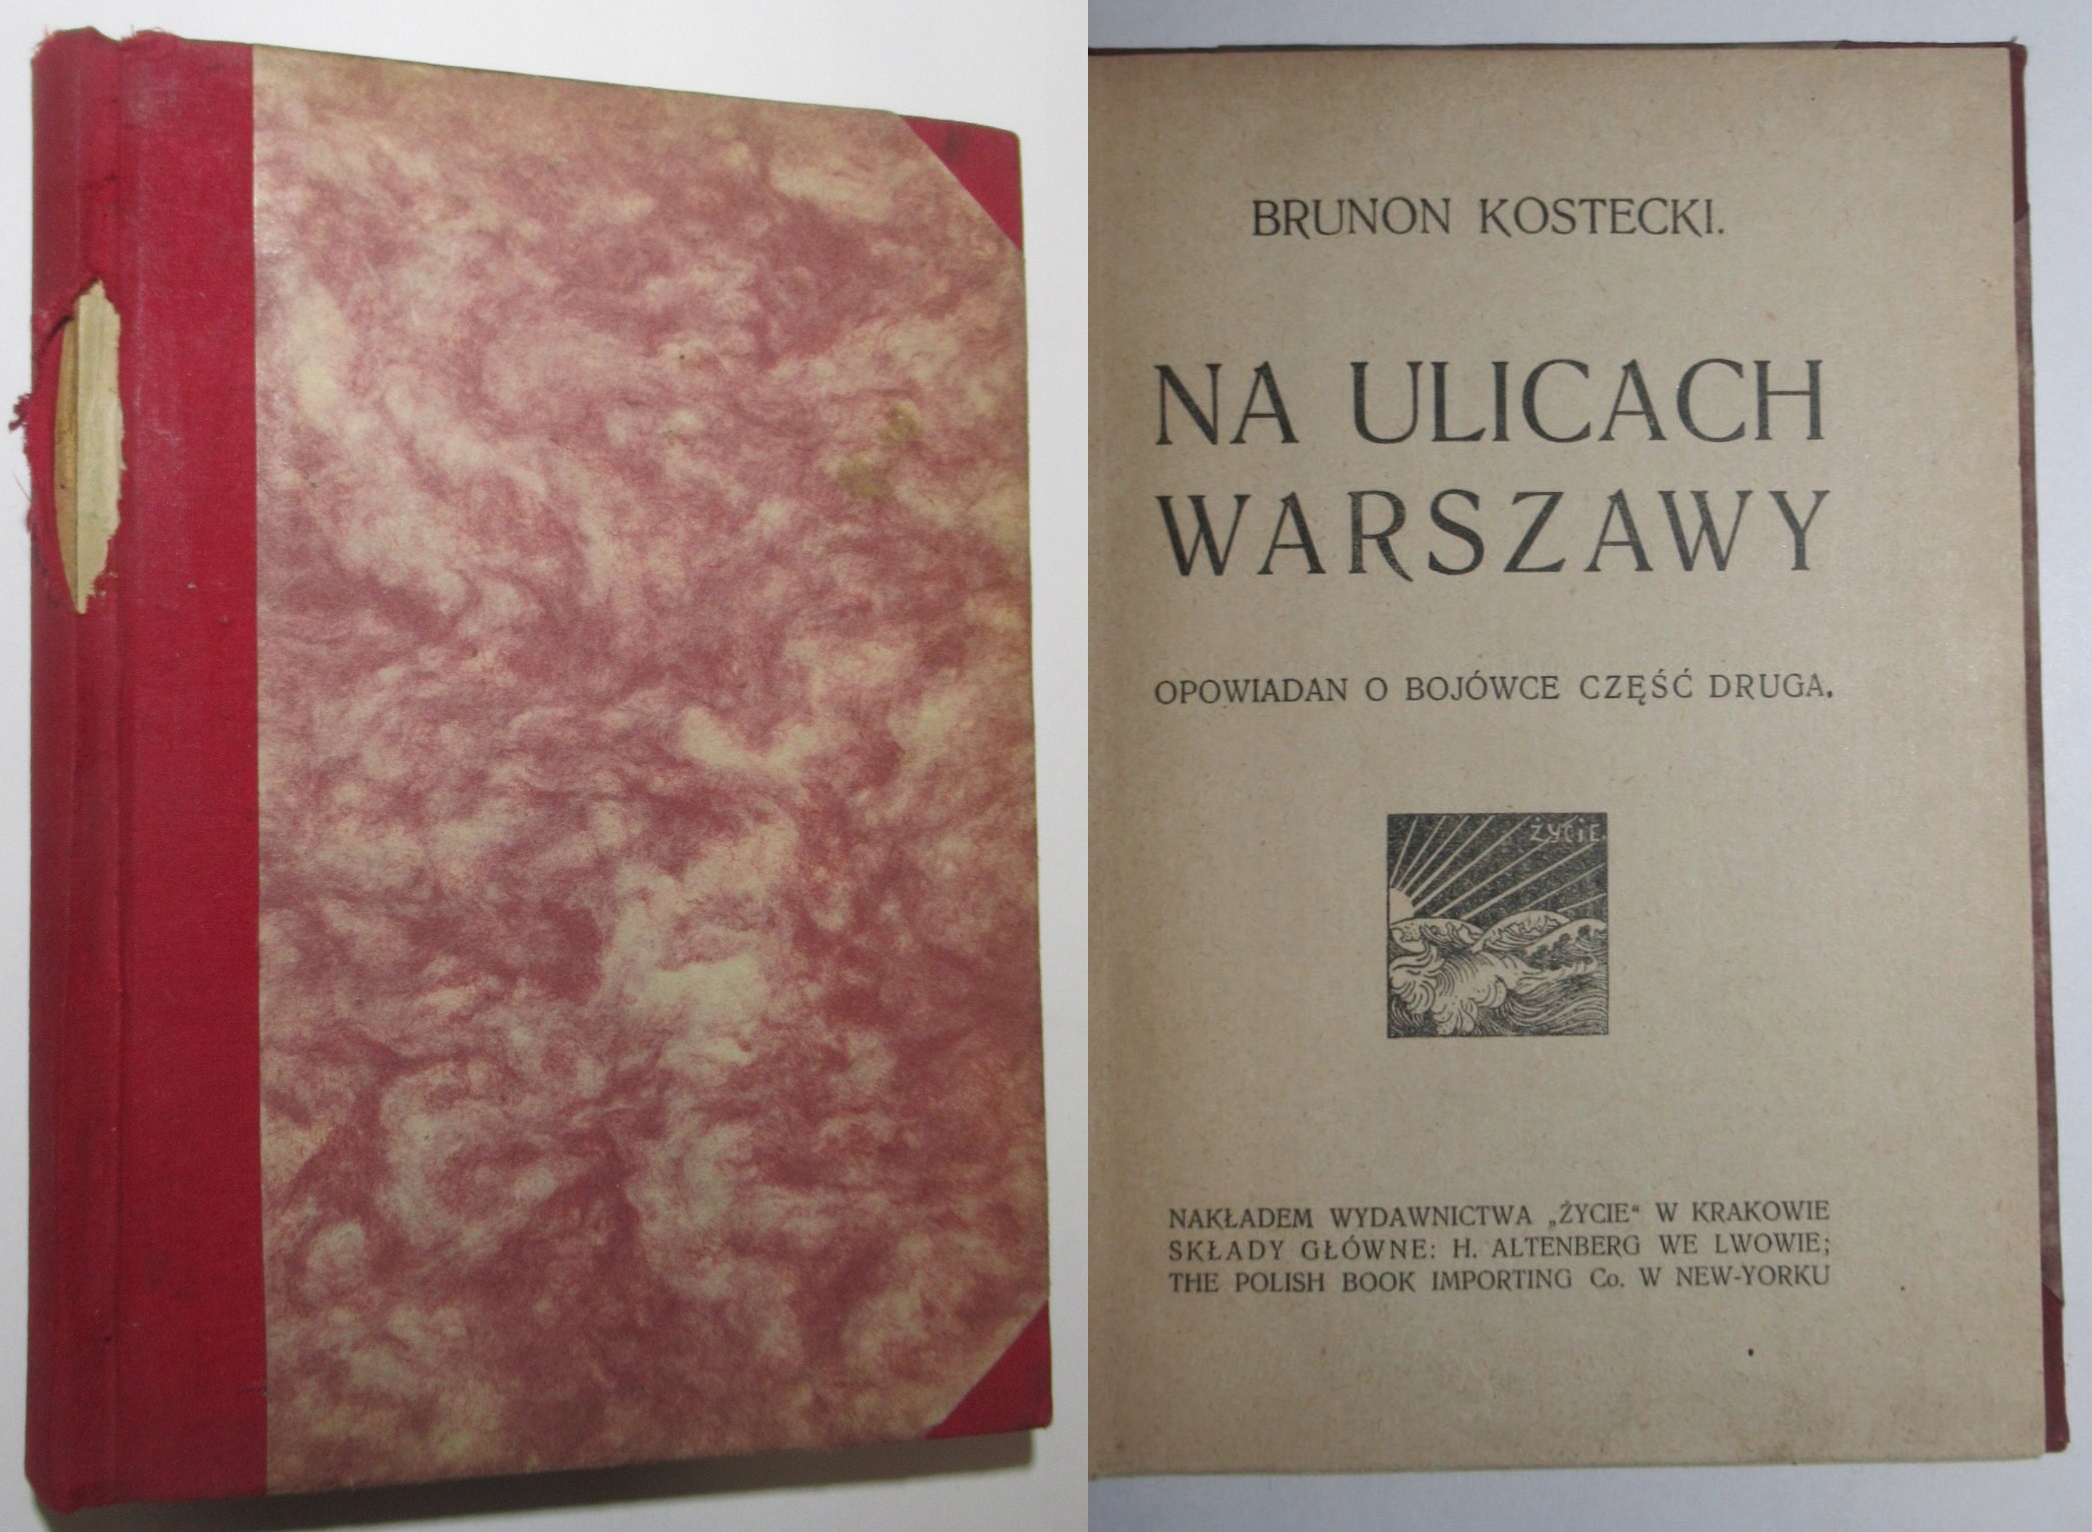 BRUNON KOSTECKI.
NA ULICACH
WARSZAWY
OPOWIADAN O BOJÓWCE CZĘŚĆ DRUGA.
ŻYCiE.
NAKŁADEM WYDAWNICTWA „ŻYCIE“ W KRAKOWIE
SKŁADY GŁÓWNE: H. ALTENBERG WE LWOWIE;
THE POLISH BOOK IMPORTING Co. W NEW-YORKU